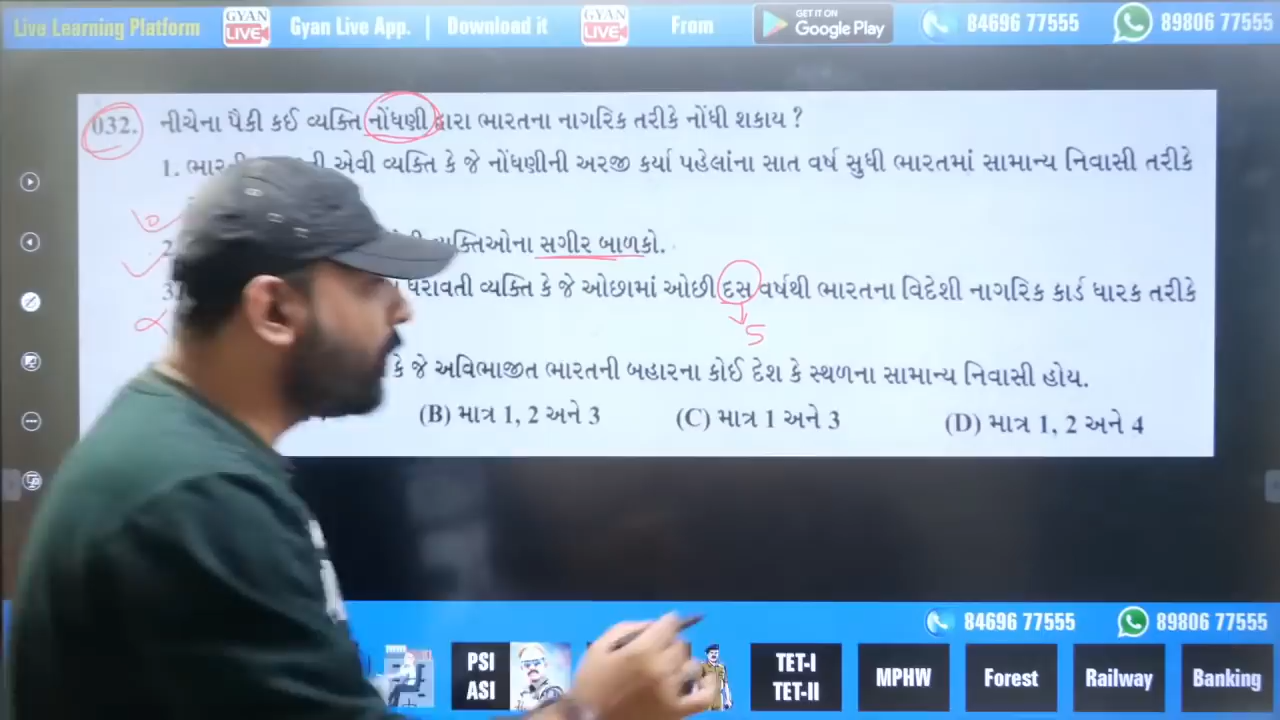 Live Learning Platform GYAN LIVE Gyan Live App. | Download it GYAN LIVE From GET IT ON Google Play 84696 77555 89806 77555
032. નીચેના પૈકી કઈ વ્યક્તિ નોંધણી દ્વારા ભારતના નાગરિક તરીકે નોંધી શકાય ?
1. એવી વ્યક્તિ કે જે નોંધણીની અરજી કર્યા પહેલાંના સાત વર્ષ સુધી ભારતમાં સામાન્ય નિવાસી તરીકે
2. સગીર બાળકો.
3. ધરાવતી વ્યક્તિ કે જે ઓછામાં ઓછી દસ વર્ષથી ભારતના વિદેશી નાગરિક કાર્ડ ધારક તરીકે
5
કે જે અવિભાજીત ભારતની બહારના કોઈ દેશ કે સ્થળના સામાન્ય નિવાસી હોય.
(B) માત્ર 1, 2 અને 3 (C) માત્ર 1 અને 3 (D) માત્ર 1, 2 અને 4
84696 77555 89806 77555
PSI ASI TET-I TET-II MPHW Forest Railway Banking